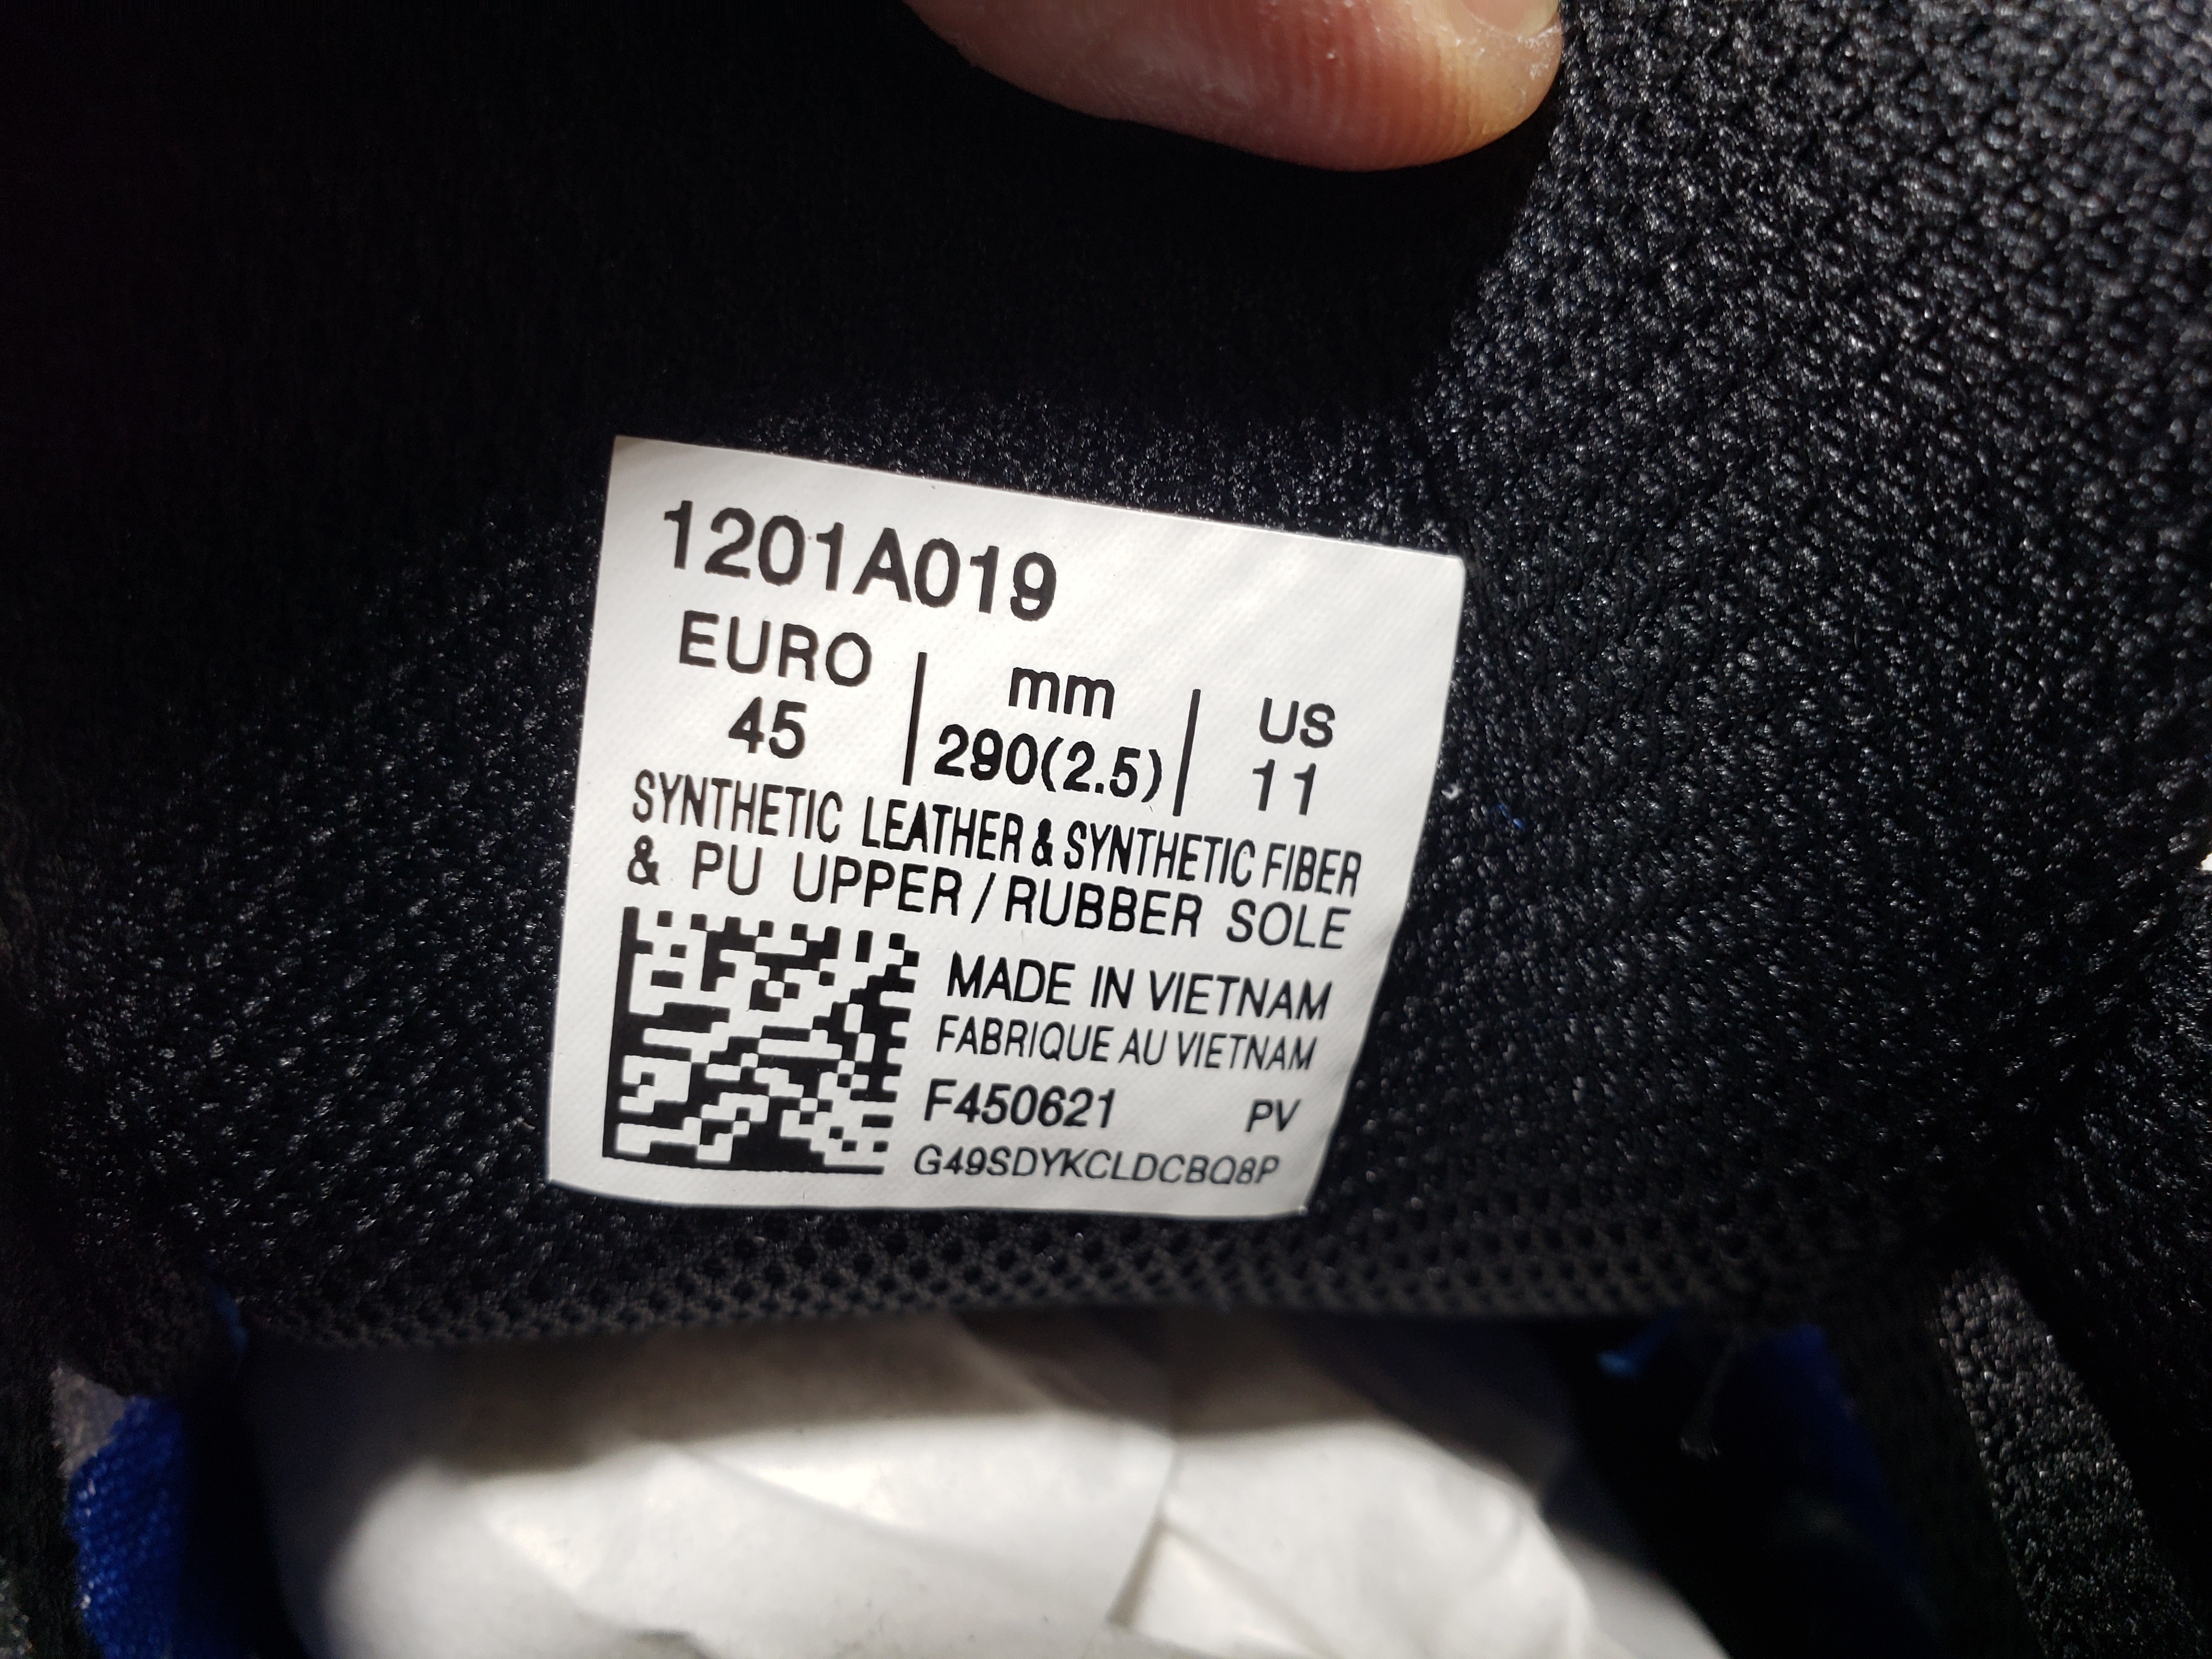 1201A019
EURO | mm | US
45 | 290(2.5) | 11
SYNTHETIC LEATHER & SYNTHETIC FIBER
& PU UPPER / RUBBER SOLE
MADE IN VIETNAM
FABRIQUE AU VIETNAM
F450621 PV
G49SDYKCLDCBQ8P